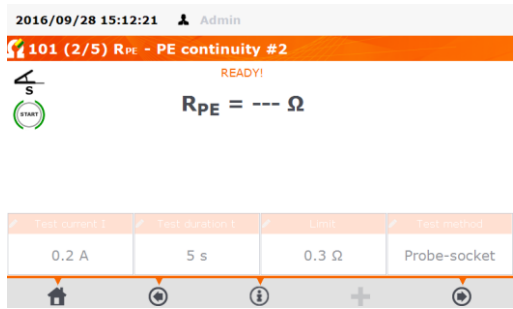 2016/09/28 15:12:21 Admin
101 (2/5) RPE - PE continuity #2
READY!
S
START
RPE = --- Ω
Test current I Test duration t Limit Test method
0.2 A 5 s 0.3 Ω Probe-socket